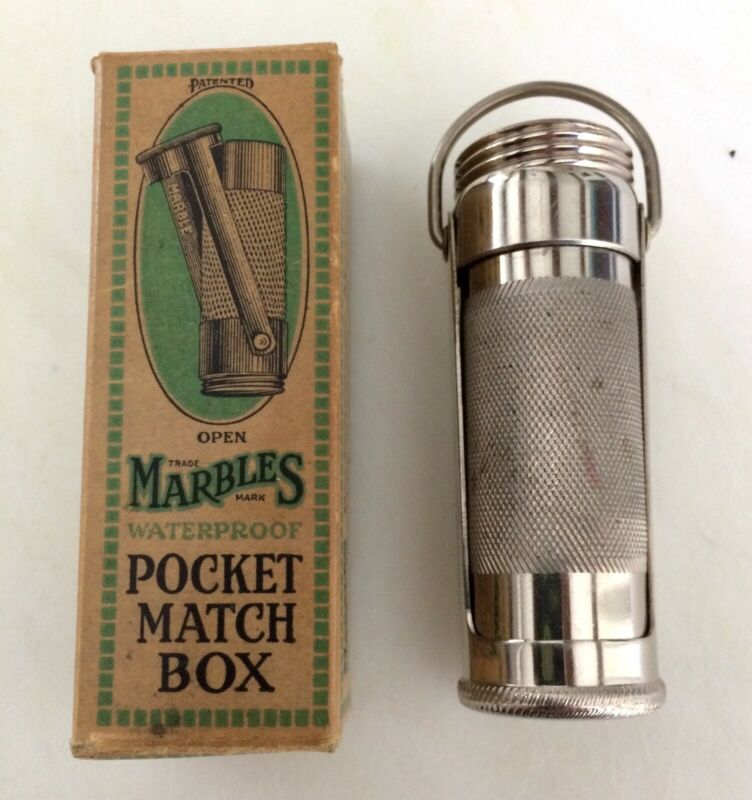 PATENTED
MARBLE
OPEN
TRADE
MARBLES
MARK
WATERPROOF
POCKET
MATCH
BOX